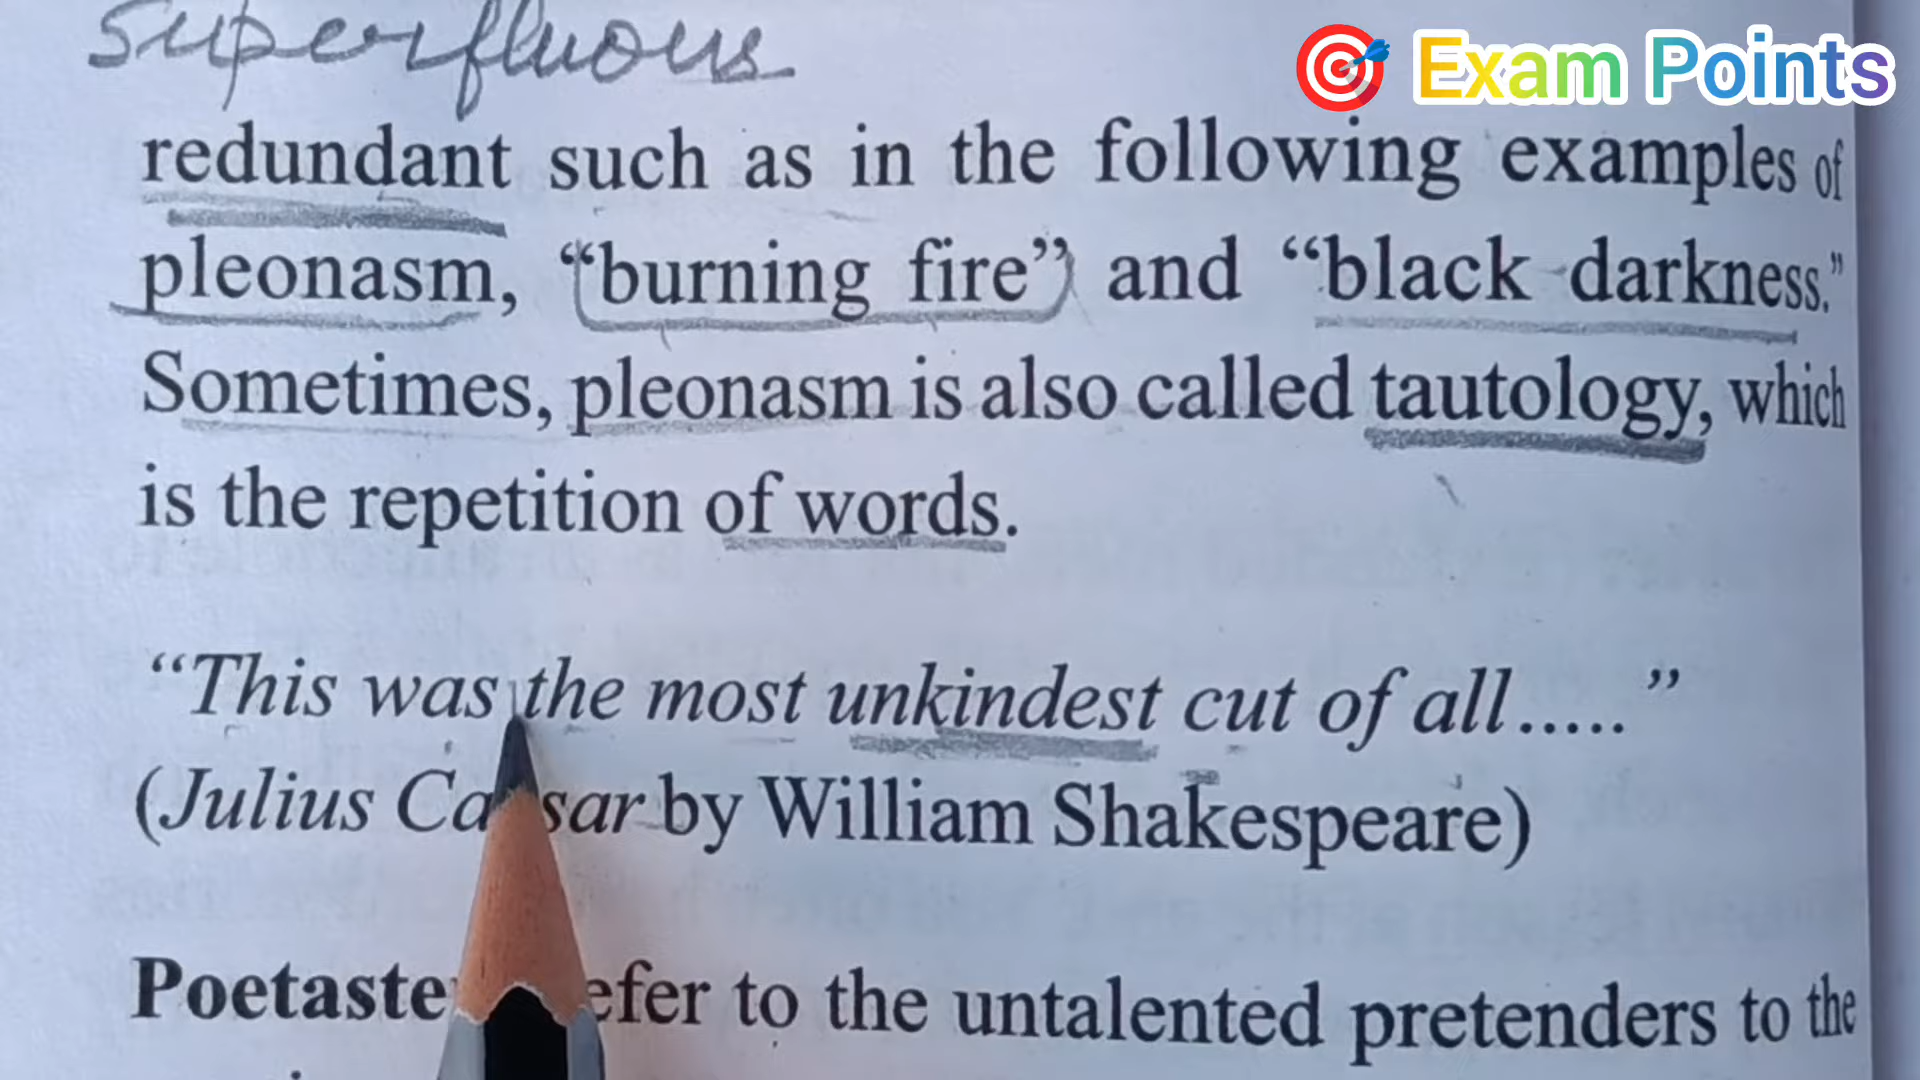 superfluous
Exam Points
redundant such as in the following examples of
pleonasm, “burning fire” and “black darkness.”
Sometimes, pleonasm is also called tautology, which
is the repetition of words.
“This was the most unkindest cut of all.....”
(Julius Caesar by William Shakespeare)
Poetaste efer to the untalented pretenders to the